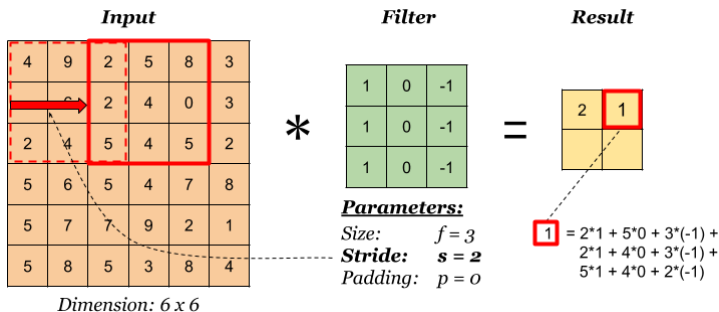 Input Filter Result
4 9 2 5 8 3
6 2 4 0 3
2 4 5 4 5 2
5 6 5 4 7 8
5 7 7 9 2 1
5 8 5 3 8 4
Dimension: 6 x 6
*
1 0 -1
1 0 -1
1 0 -1
=
2 1
Parameters:
Size: f = 3
Stride: s = 2
Padding: p = 0
1 = 2*1 + 5*0 + 3*(-1) +
2*1 + 4*0 + 3*(-1) +
5*1 + 4*0 + 2*(-1)